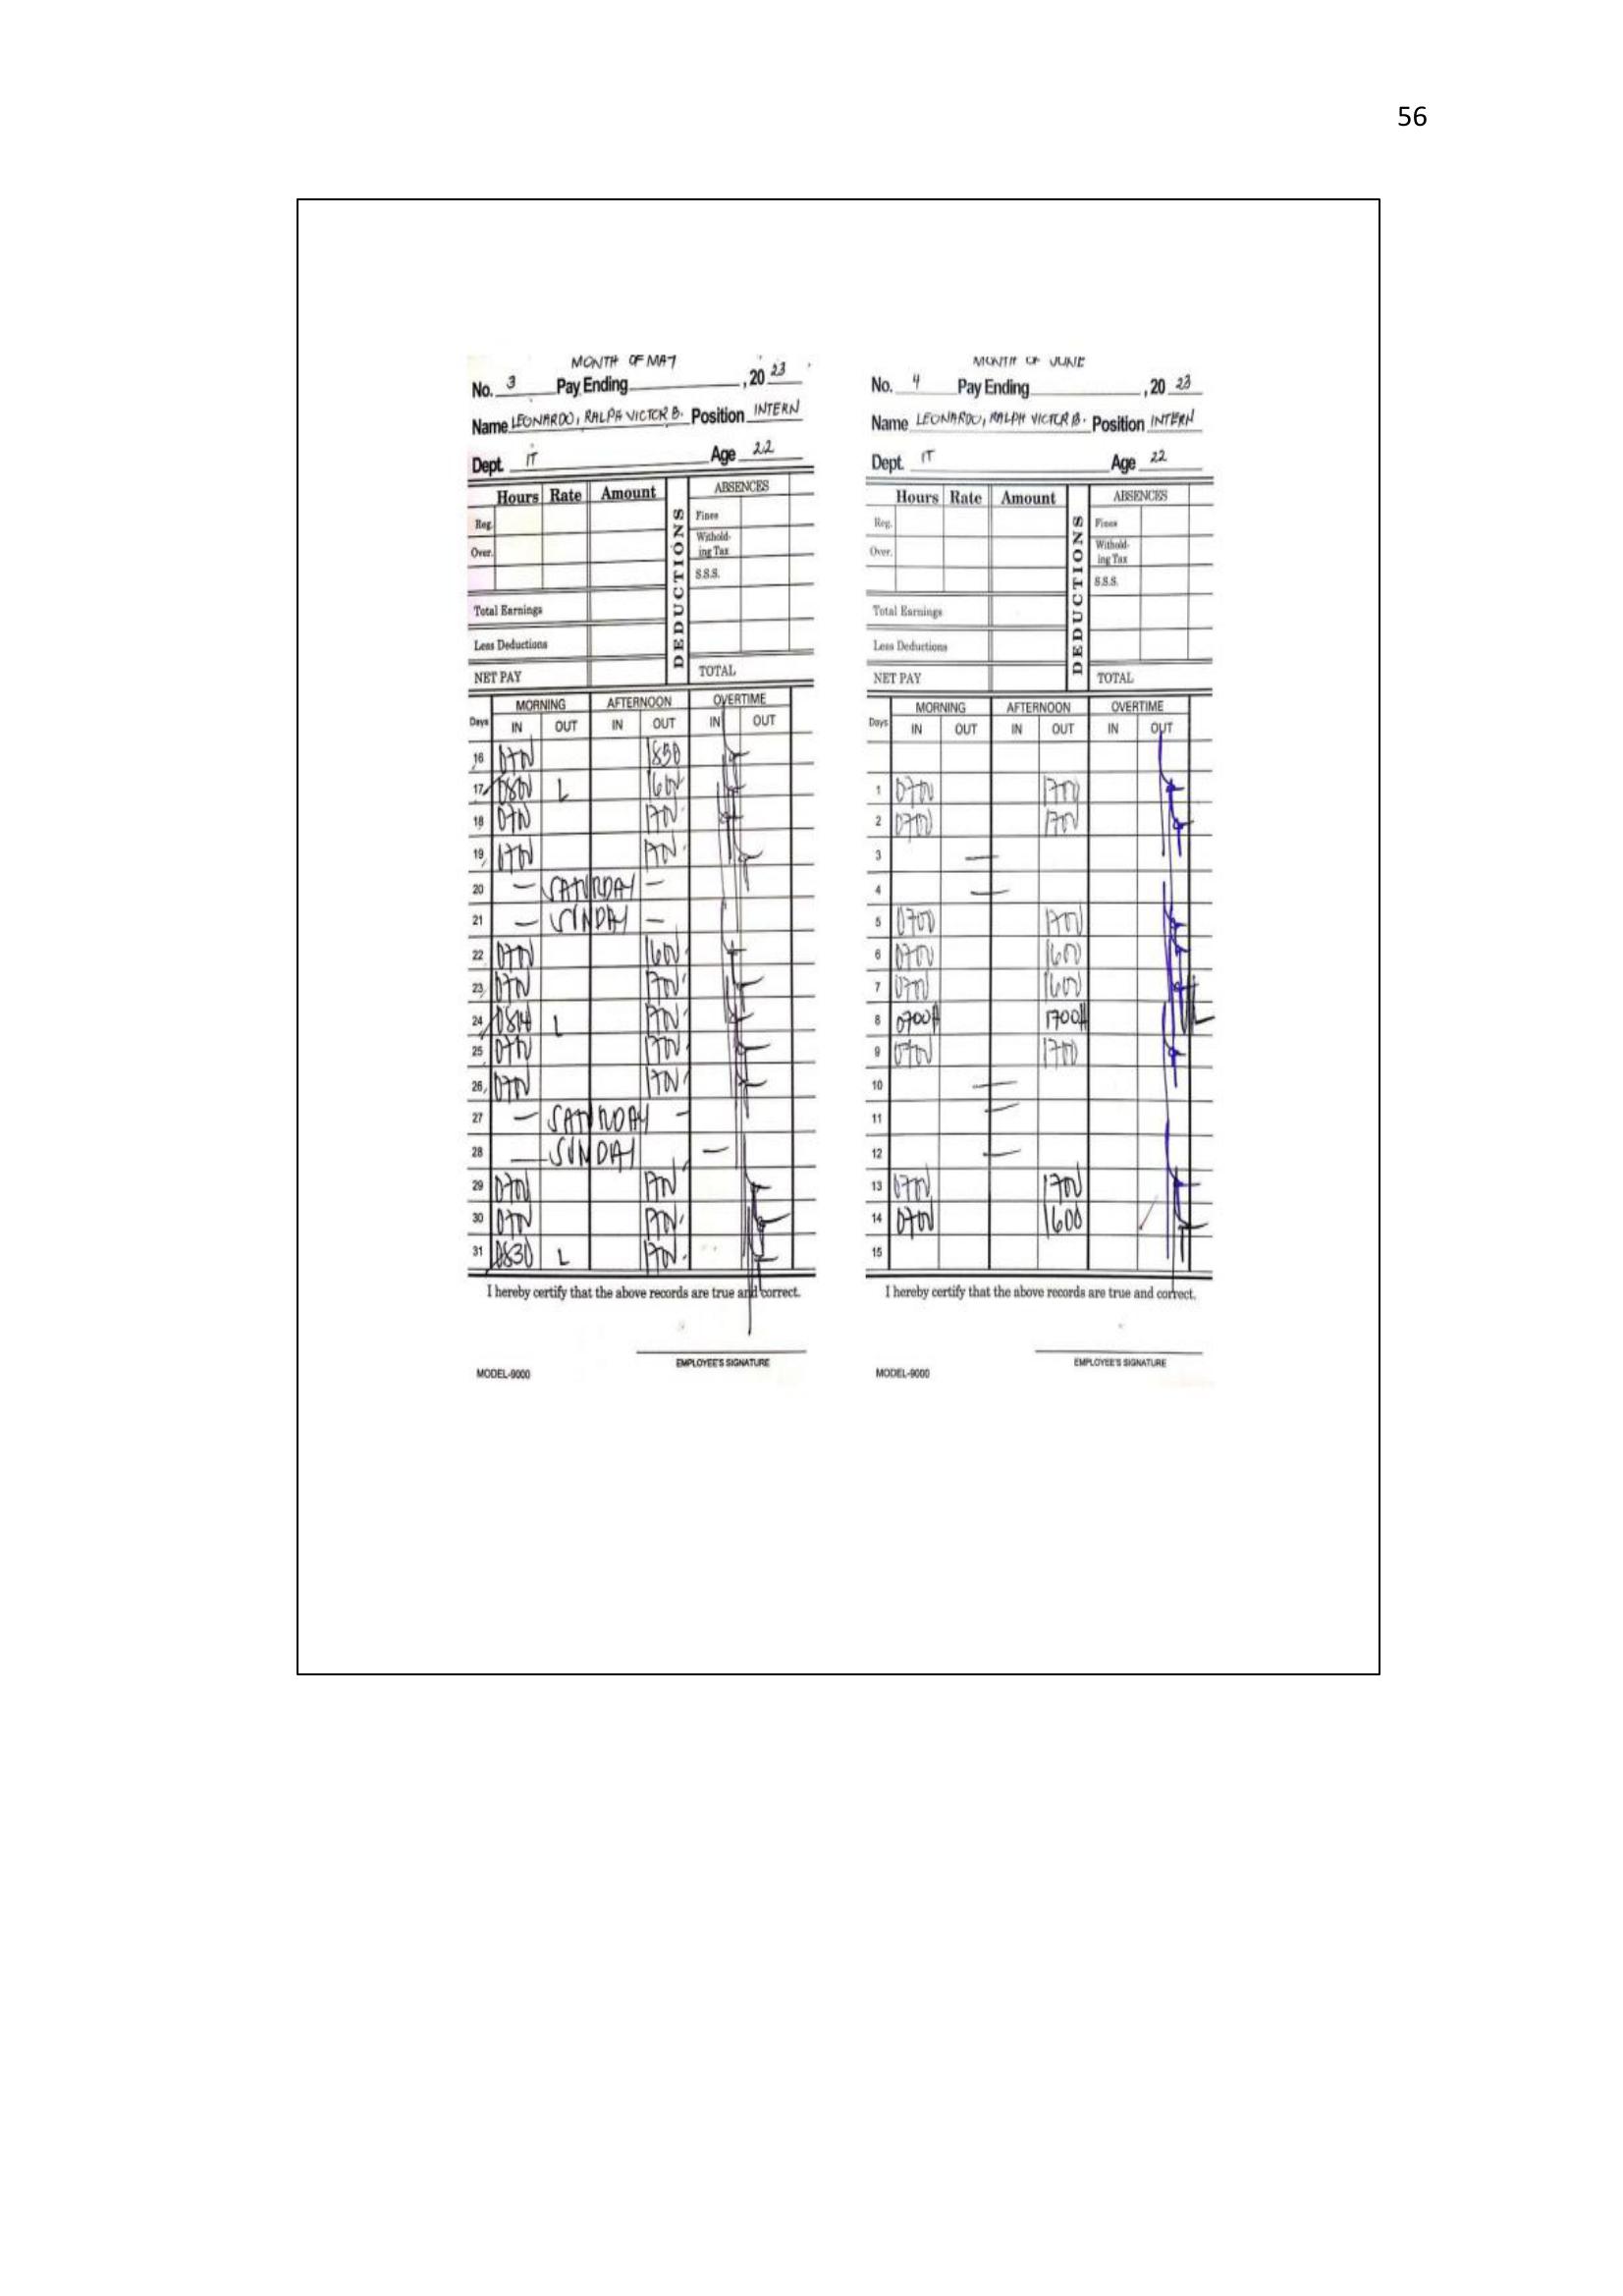 56
MONTH OF MAY
No. 3 Pay Ending , 20 23
Name LEONARDO, RALPH VICTOR B. Position INTERN
Dept. IT Age 22
Hours Rate Amount DEDUCTIONS ABSENCES
Reg. Fines
Over. Withold-
ing Tax
S.S.S.
Total Earnings
Less Deductions
NET PAY TOTAL
Days MORNING AFTERNOON OVERTIME
IN OUT IN OUT IN OUT
16 0700 1850
17 0800 L 1600
18 0700 1700
19 0700 1700
20 — SATURDAY —
21 — SUNDAY —
22 0700 1600
23 0700 1700
24 0814 L 1700
25 0700 1700
26 0700 1700
27 — SATURDAY —
28 — SUNDAY —
29 0700 1700
30 0700 1700
31 0830 L 1700
I hereby certify that the above records are true and correct.
EMPLOYEE'S SIGNATURE
MODEL-9000
MONTH OF JUNE
No. 4 Pay Ending , 20 23
Name LEONARDO, RALPH VICTOR B. Position INTERN
Dept. IT Age 22
Hours Rate Amount DEDUCTIONS ABSENCES
Reg. Fines
Over. Withold-
ing Tax
S.S.S.
Total Earnings
Less Deductions
NET PAY TOTAL
Days MORNING AFTERNOON OVERTIME
IN OUT IN OUT IN OUT
1 0700 1700
2 0700 1700
3 —
4 —
5 0700 1700
6 0700 1600
7 0700 1600
8 0700H 1700H
9 0700 1700
10 —
11 —
12 —
13 0700 1700
14 0700 1600
15
I hereby certify that the above records are true and correct.
EMPLOYEE'S SIGNATURE
MODEL-9000